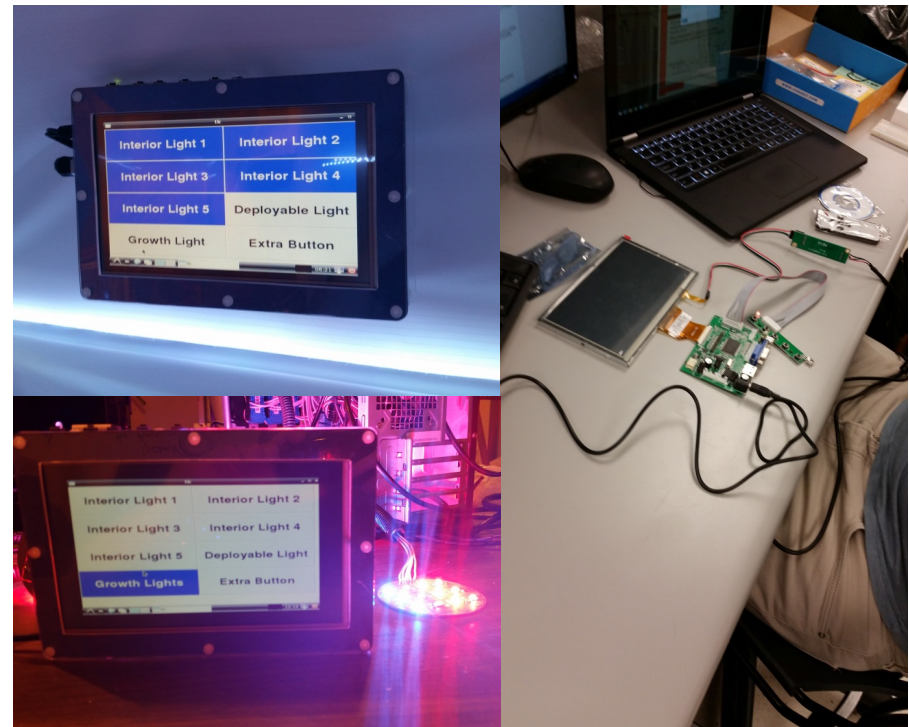 Tk
Interior Light 1
Interior Light 2
Interior Light 3
Interior Light 4
Interior Light 5
Deployable Light
Growth Light
Extra Button
Interior Light 1
Interior Light 2
Interior Light 3
Interior Light 4
Interior Light 5
Deployable Light
Growth Lights
Extra Button